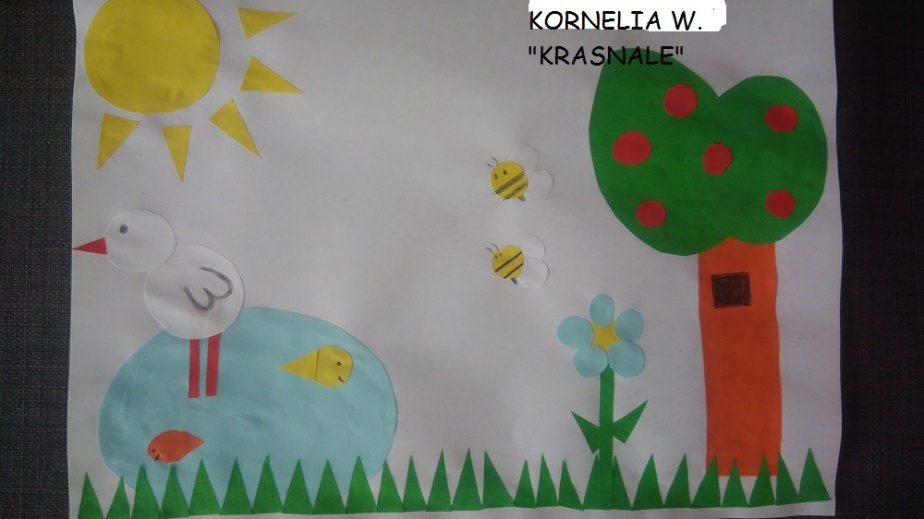 KORNELIA W.
"KRASNALE"